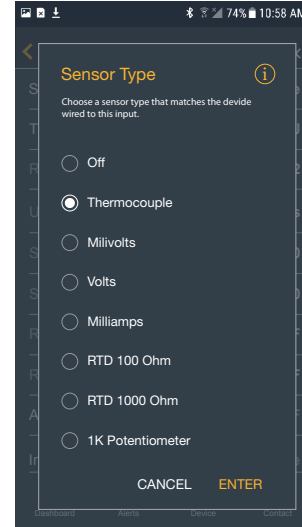 74% 10:58 AM
Sensor Type
Choose a sensor type that matches the devide
wired to this input.
Off
Thermocouple
Milivolts
Volts
Milliamps
RTD 100 Ohm
RTD 1000 Ohm
1K Potentiometer
CANCEL ENTER
Dashboard Alerts Device Contact